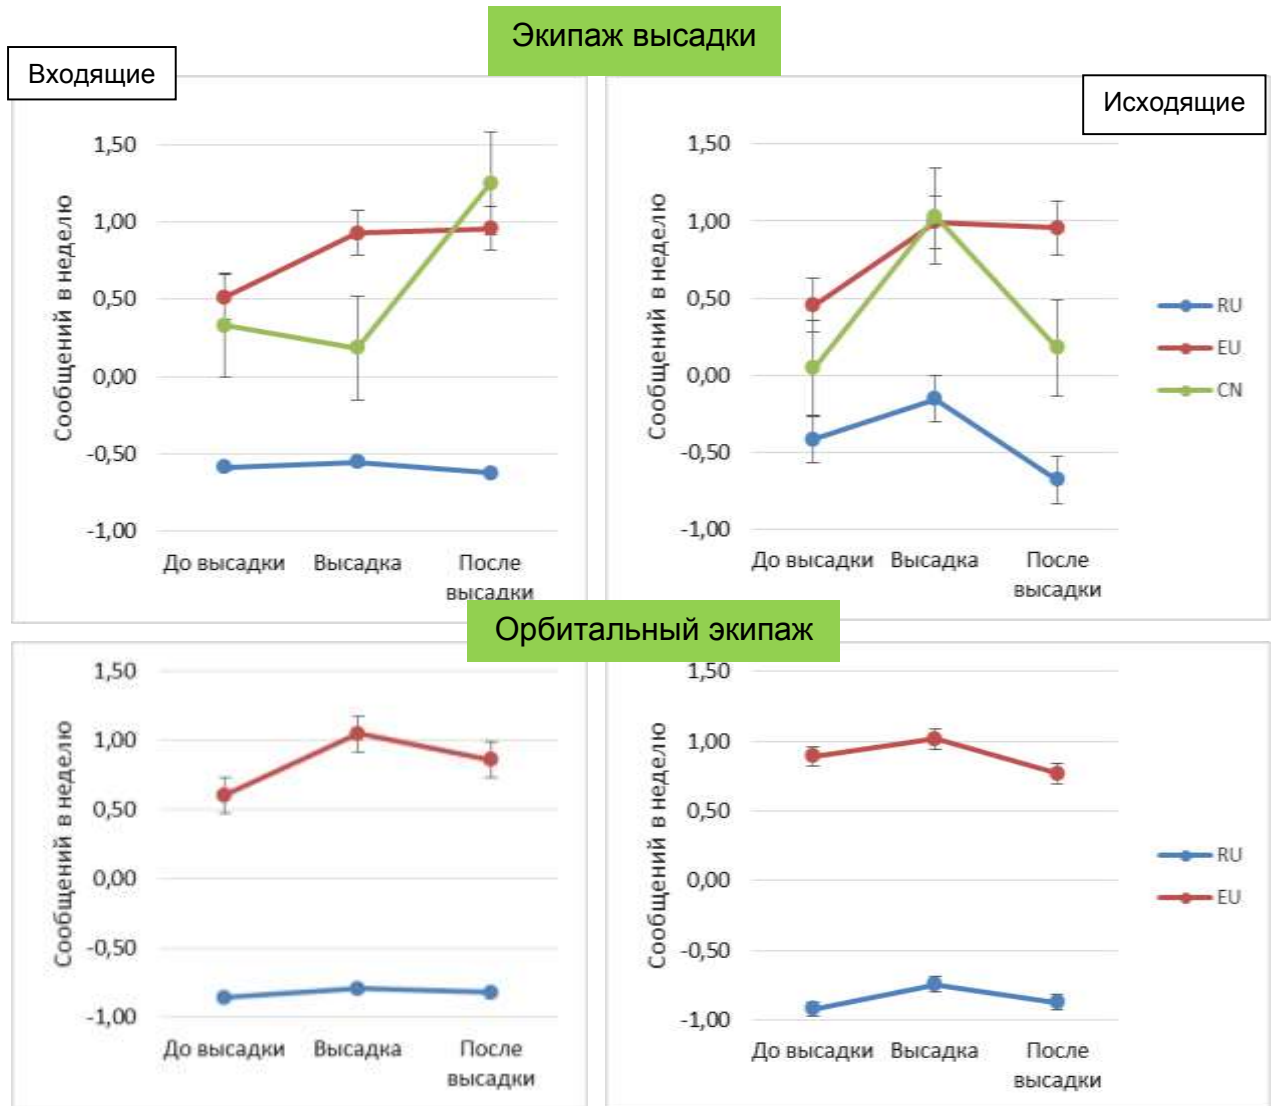 Экипаж высадки
Входящие
Исходящие
Сообщений в неделю
1,50
1,00
0,50
0,00
-0,50
-1,00
До высадки
Высадка
После
высадки
Сообщений в неделю
1,50
1,00
0,50
0,00
-0,50
-1,00
До высадки
Высадка
После
высадки
RU
EU
CN
Орбитальный экипаж
Сообщений в неделю
1,50
1,00
0,50
0,00
-0,50
-1,00
До высадки
Высадка
После
высадки
Сообщений в неделю
1,50
1,00
0,50
0,00
-0,50
-1,00
До высадки
Высадка
После
высадки
RU
EU